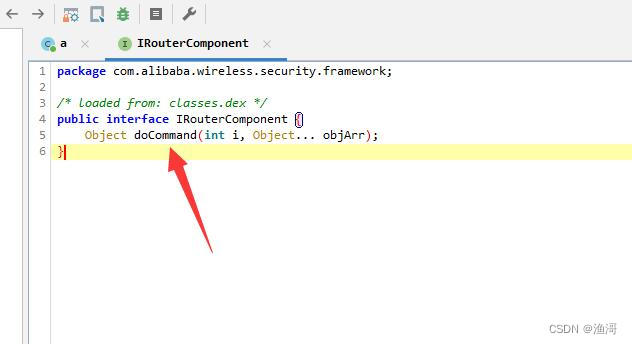 a
IRouterComponent
1 package com.alibaba.wireless.security.framework;
2
3 /* loaded from: classes.dex */
4 public interface IRouterComponent {
5 Object doCommand(int i, Object... objArr);
6 }
CSDN @渔滒